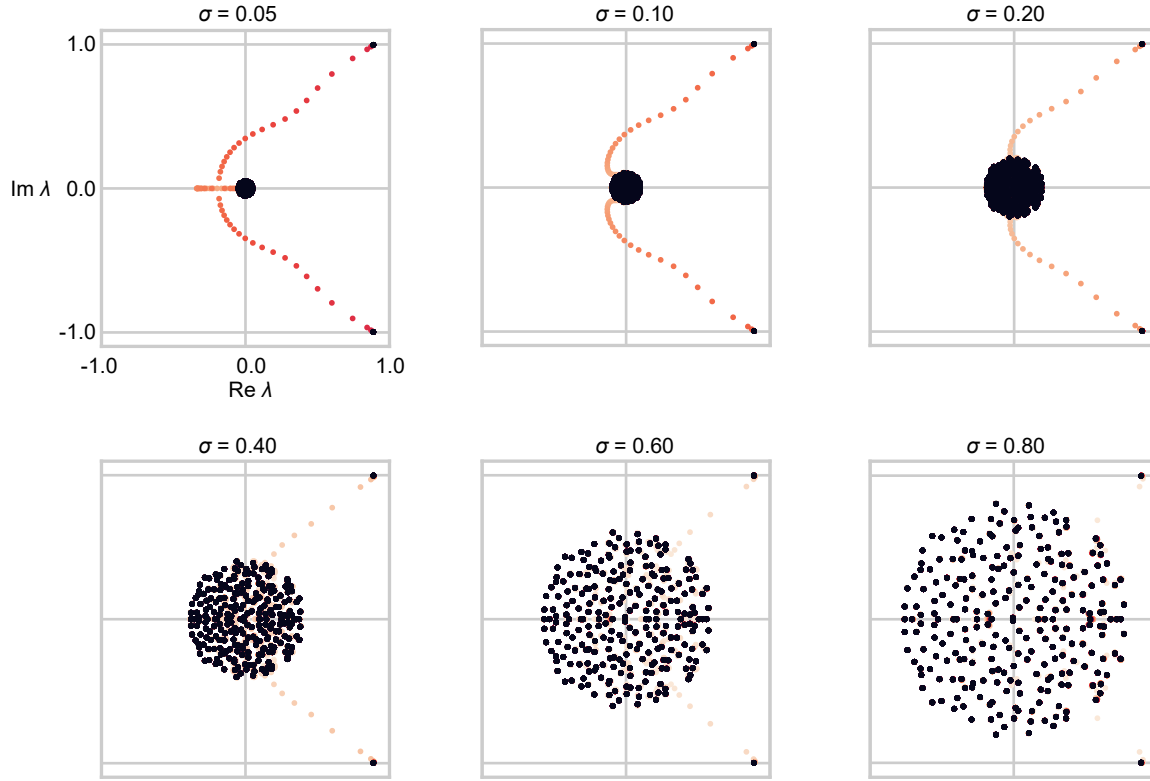 σ = 0.05
σ = 0.10
σ = 0.20
1.0
Im λ
0.0
-1.0
-1.0
0.0
1.0
Re λ
σ = 0.40
σ = 0.60
σ = 0.80